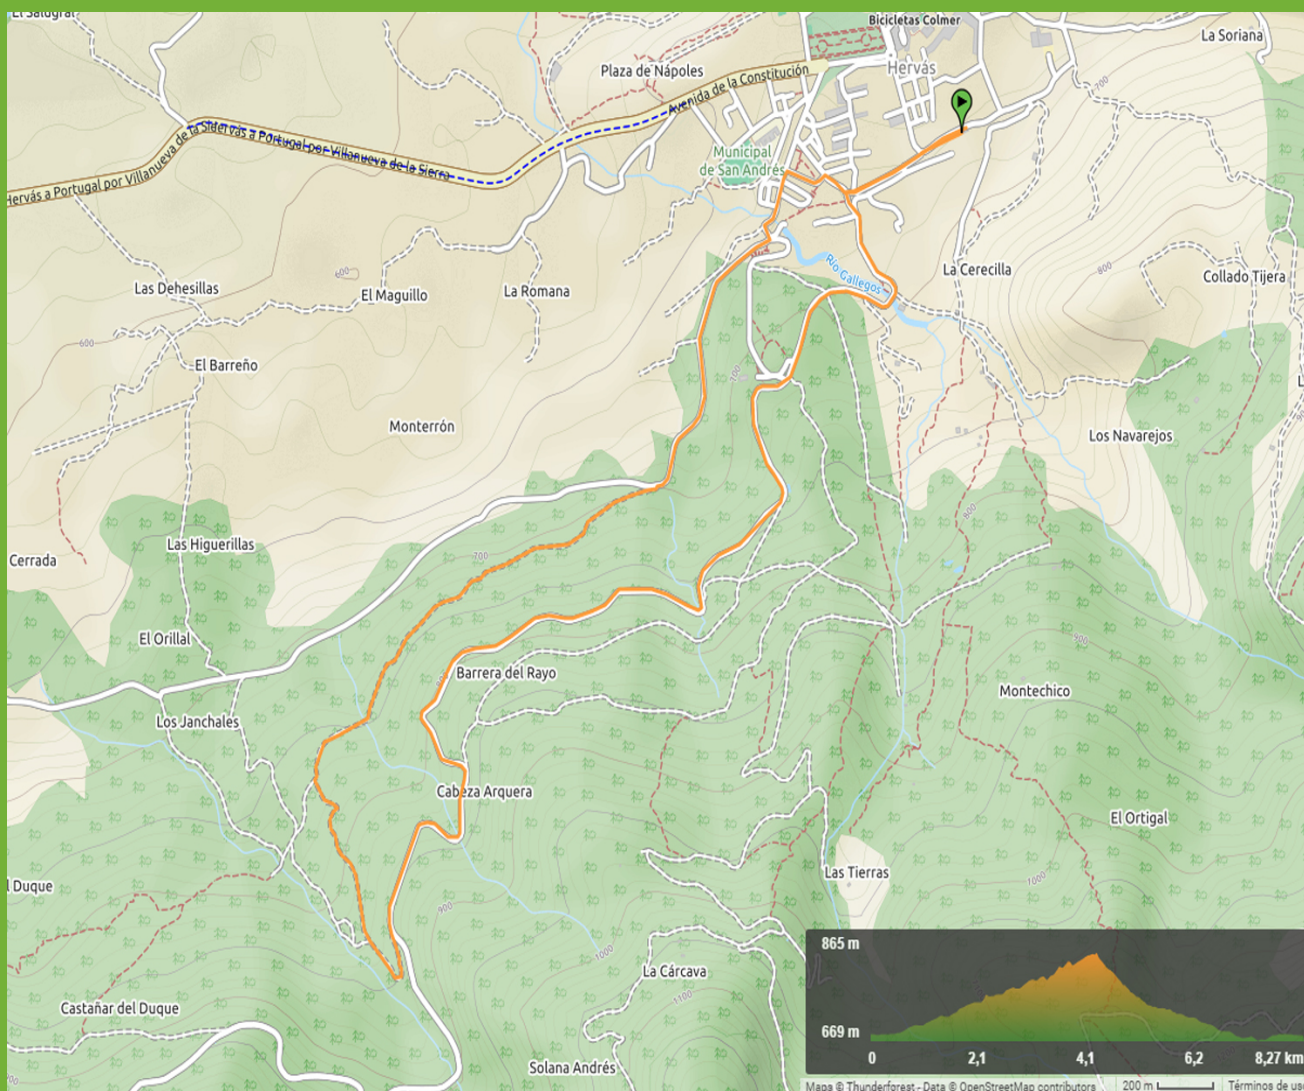 El Salugral
Bicicletas Colmer
La Soriana
Plaza de Nápoles
Avenida de la Constitución
Hervás
700
Hervás a Portugal por Villanueva de la Sierra
Municipal
de San Andrés
Hervás a Portugal por Villanueva de la Si
600
Las Dehesillas
El Maguillo
La Romana
Río Gallegos
La Cerecilla
800
Collado Tijera
600
El Barreño
Monterrón
Los Navarejos
800
Cerrada
Las Higuerillas
700
El Orillal
900
Barrera del Rayo
Montechico
Los Janchales
Cabeza Arquera
El Ortigal
l Duque
Las Tierras
1000
900
1000
La Cárcava
1100
Castañar del Duque
Solana Andrés
865 m
669 m
0
2,1
4,1
6,2
8,27 km
Maps © Thunderforest - Data © OpenStreetMap contributors
200 m
Términos de us